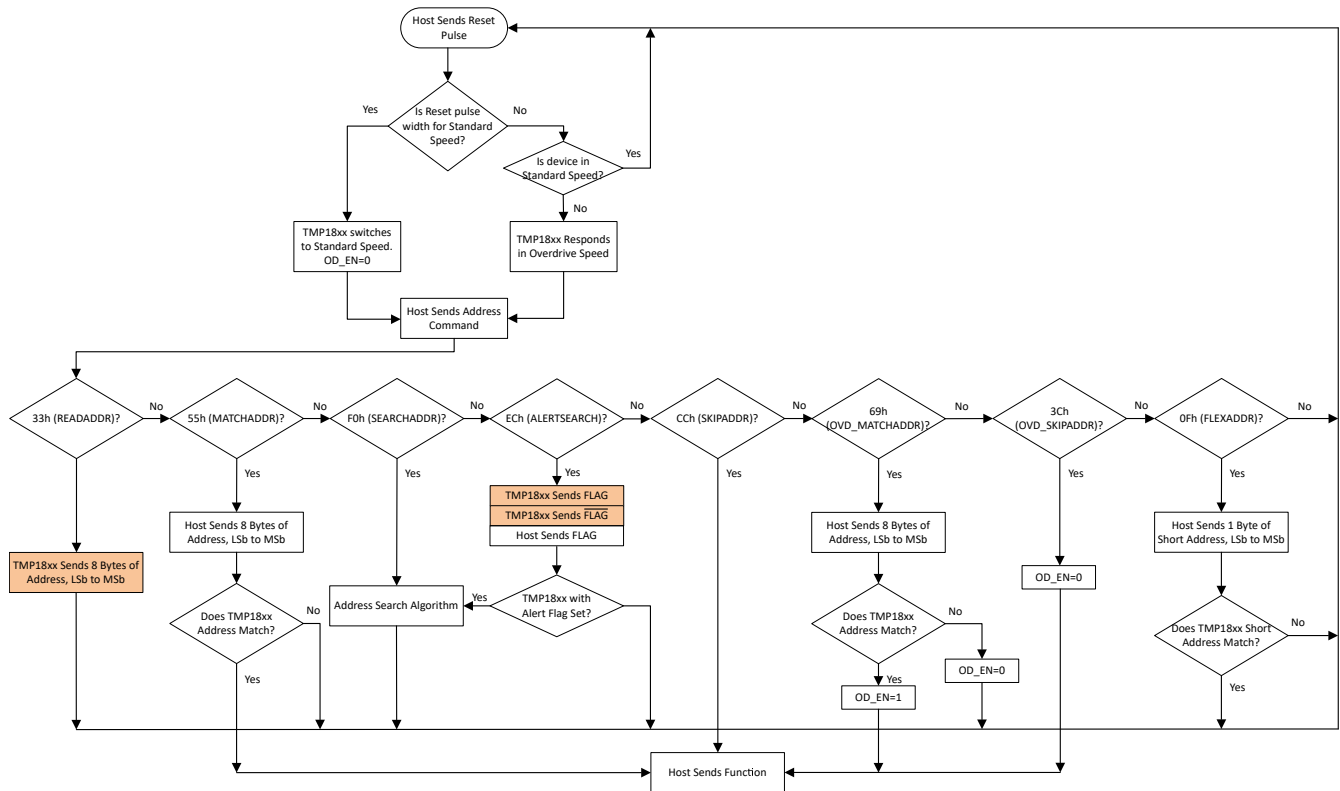 Host Sends Reset
Pulse
Yes
Is Reset pulse
width for Standard
Speed?
No
Is device in
Standard Speed?
Yes
No
TMP18xx switches
to Standard Speed.
OD_EN=0
TMP18xx Responds
in Overdrive Speed
Host Sends Address
Command
33h (READADDR)?
No
55h (MATCHADDR)?
No
F0h (SEARCHADDR)?
No
ECh (ALERTSEARCH)?
No
CCh (SKIPADDR)?
No
69h
(OVD_MATCHADDR)?
No
3Ch
(OVD_SKIPADDR)?
No
0Fh (FLEXADDR)?
No
Yes
Yes
Yes
Yes
Yes
Yes
Yes
Yes
TMP18xx Sends 8 Bytes of
Address, LSb to MSb
Host Sends 8 Bytes of
Address, LSb to MSb
TMP18xx Sends FLAG
TMP18xx Sends FLAG
Host Sends FLAG
Host Sends 8 Bytes of
Address, LSb to MSb
OD_EN=0
Host Sends 1 Byte of
Short Address, LSb to MSb
Does TMP18xx
Address Match?
No
Yes
Address Search Algorithm
Yes
TMP18xx with
Alert Flag Set?
No
Does TMP18xx
Address Match?
No
Yes
OD_EN=0
OD_EN=1
Does TMP18xx Short
Address Match?
No
Yes
Host Sends Function